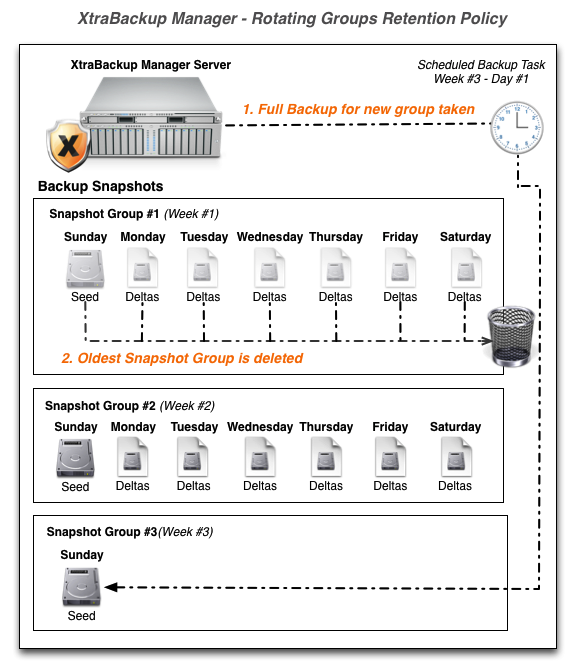 XtraBackup Manager - Rotating Groups Retention Policy
XtraBackup Manager Server
Scheduled Backup Task
Week #3 - Day #1
1. Full Backup for new group taken
X
12
3
6
9
Backup Snapshots
Snapshot Group #1 (Week #1)
Sunday Monday Tuesday Wednesday Thursday Friday Saturday
Seed Deltas Deltas Deltas Deltas Deltas Deltas
2. Oldest Snapshot Group is deleted
Snapshot Group #2 (Week #2)
Sunday Monday Tuesday Wednesday Thursday Friday Saturday
Seed Deltas Deltas Deltas Deltas Deltas Deltas
Snapshot Group #3(Week #3)
Sunday
Seed